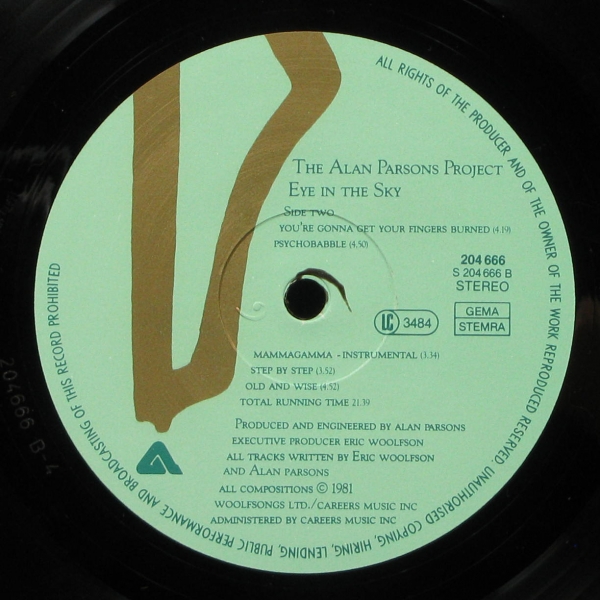 ALL RIGHTS OF THE PRODUCER AND OF THE OWNER OF THE WORK REPRODUCED RESERVED. UNAUTHORISED COPYING, HIRING, LENDING, PUBLIC PERFORMANCE AND BROADCASTING OF THIS RECORD PROHIBITED
THE ALAN PARSONS PROJECT
EYE IN THE SKY
SIDE TWO
YOU'RE GONNA GET YOUR FINGERS BURNED (4.19)
PSYCHOBABBLE (4.50)
204 666
S 204 666 B
STEREO
LC 3484
GEMA
STEMRA
MAMMAGAMMA - INSTRUMENTAL (3.34)
STEP BY STEP (3.52)
OLD AND WISE (4.52)
TOTAL RUNNING TIME 21.39
PRODUCED AND ENGINEERED BY ALAN PARSONS
EXECUTIVE PRODUCER ERIC WOOLFSON
ALL TRACKS WRITTEN BY ERIC WOOLFSON
AND ALAN PARSONS
ALL COMPOSITIONS © 1981
WOOLFSONGS LTD./CAREERS MUSIC INC
ADMINISTERED BY CAREERS MUSIC INC
204666 B-4